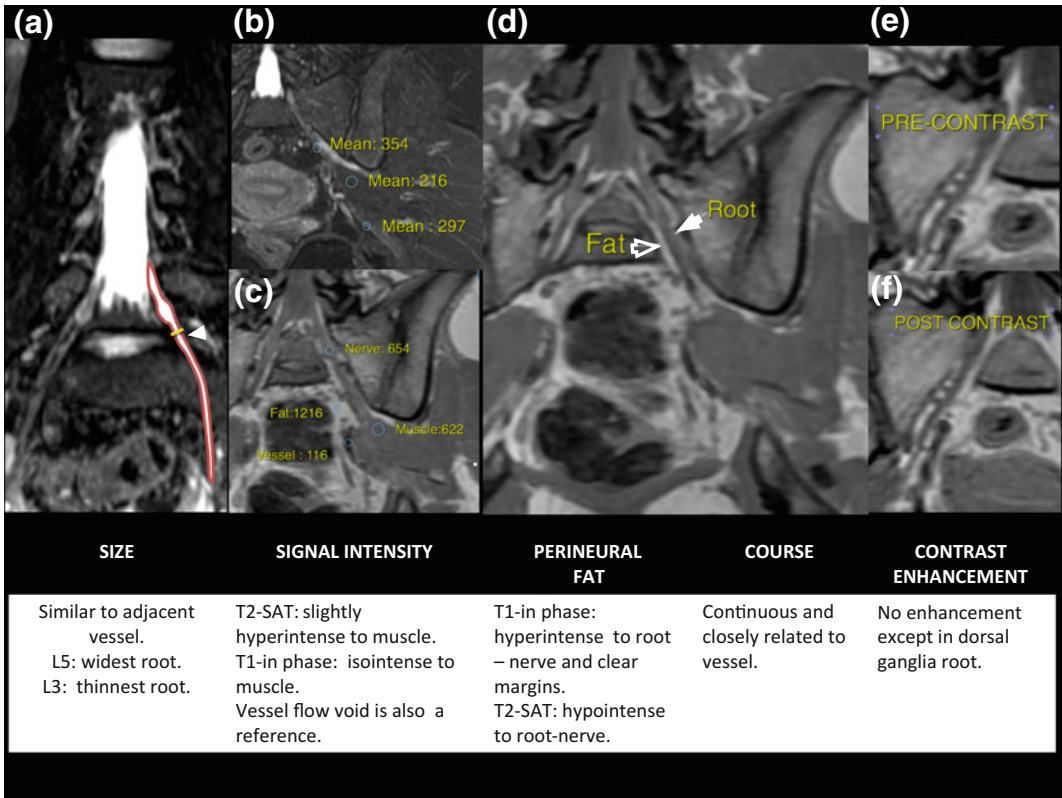 (a)
(b)
Mean: 354
Mean: 216
Mean : 297
(c)
Nerve: 654
Fat:1216
Muscle:622
Vessel : 116
(d)
Root
Fat
(e)
PRE-CONTRAST
(f)
POST CONTRAST
SIZE
Similar to adjacent
vessel.
L5: widest root.
L3: thinnest root.
SIGNAL INTENSITY
T2-SAT: slightly
hyperintense to muscle.
T1-in phase: isointense to
muscle.
Vessel flow void is also a
reference.
PERINEURAL
FAT
T1-in phase:
hyperintense to root
– nerve and clear
margins.
T2-SAT: hypointense
to root-nerve.
COURSE
Continuous and
closely related to
vessel.
CONTRAST
ENHANCEMENT
No enhancement
except in dorsal
ganglia root.